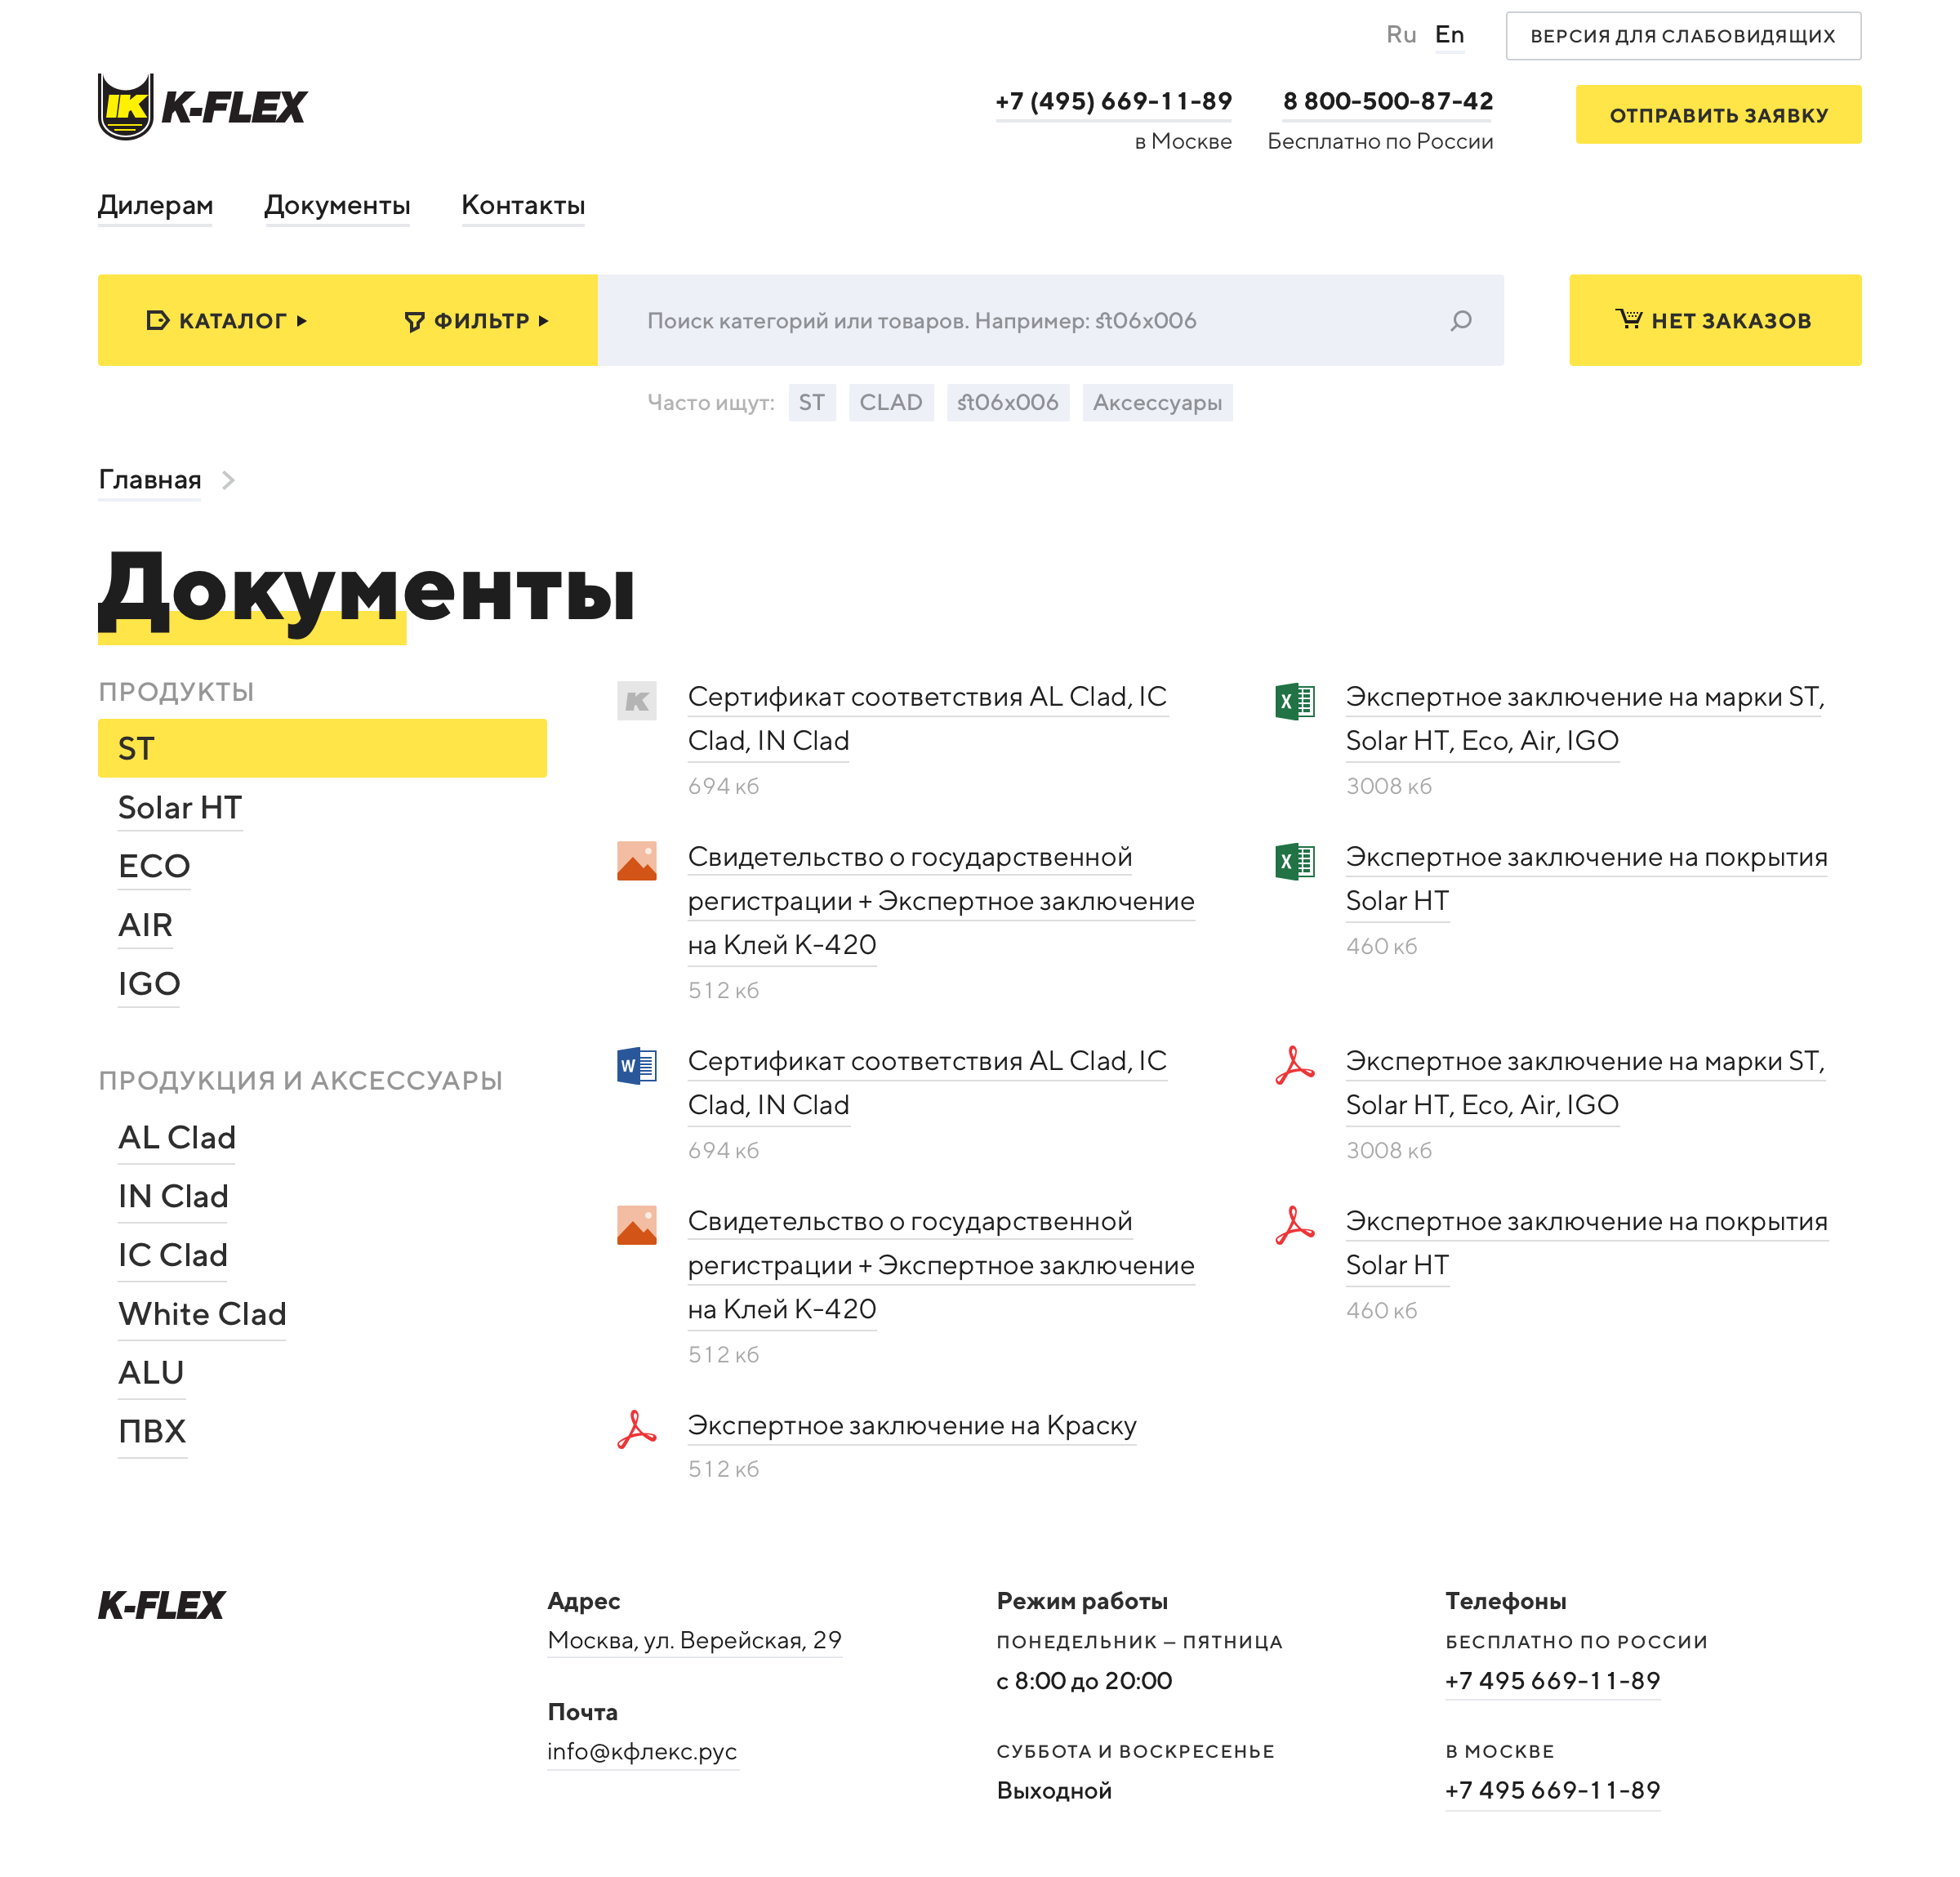 Ru En ВЕРСИЯ ДЛЯ СЛАБОВИДЯЩИХ
K K-FLEX
+7 (495) 669-11-89 8 800-500-87-42 ОТПРАВИТЬ ЗАЯВКУ
в Москве Бесплатно по России
Дилерам Документы Контакты
КАТАЛОГ ФИЛЬТР Поиск категорий или товаров. Например: st06x006 НЕТ ЗАКАЗОВ
Часто ищут: ST CLAD st06x006 Аксессуары
Главная
Документы
ПРОДУКТЫ
ST
Solar HT
ECO
AIR
IGO
ПРОДУКЦИЯ И АКСЕССУАРЫ
AL Clad
IN Clad
IC Clad
White Clad
ALU
ПВХ
K
Сертификат соответствия AL Clad, IC
Clad, IN Clad
694 кб
X
Экспертное заключение на марки ST,
Solar HT, Eco, Air, IGO
3008 кб
Свидетельство о государственной
регистрации + Экспертное заключение
на Клей К-420
512 кб
X
Экспертное заключение на покрытия
Solar HT
460 кб
W
Сертификат соответствия AL Clad, IC
Clad, IN Clad
694 кб
Экспертное заключение на марки ST,
Solar HT, Eco, Air, IGO
3008 кб
Свидетельство о государственной
регистрации + Экспертное заключение
на Клей К-420
512 кб
Экспертное заключение на покрытия
Solar HT
460 кб
Экспертное заключение на Краску
512 кб
K-FLEX
Адрес
Москва, ул. Верейская, 29
Почта
info@кфлекс.рус
Режим работы
ПОНЕДЕЛЬНИК – ПЯТНИЦА
с 8:00 до 20:00
СУББОТА И ВОСКРЕСЕНЬЕ
Выходной
Телефоны
БЕСПЛАТНО ПО РОССИИ
+7 495 669-11-89
В МОСКВЕ
+7 495 669-11-89